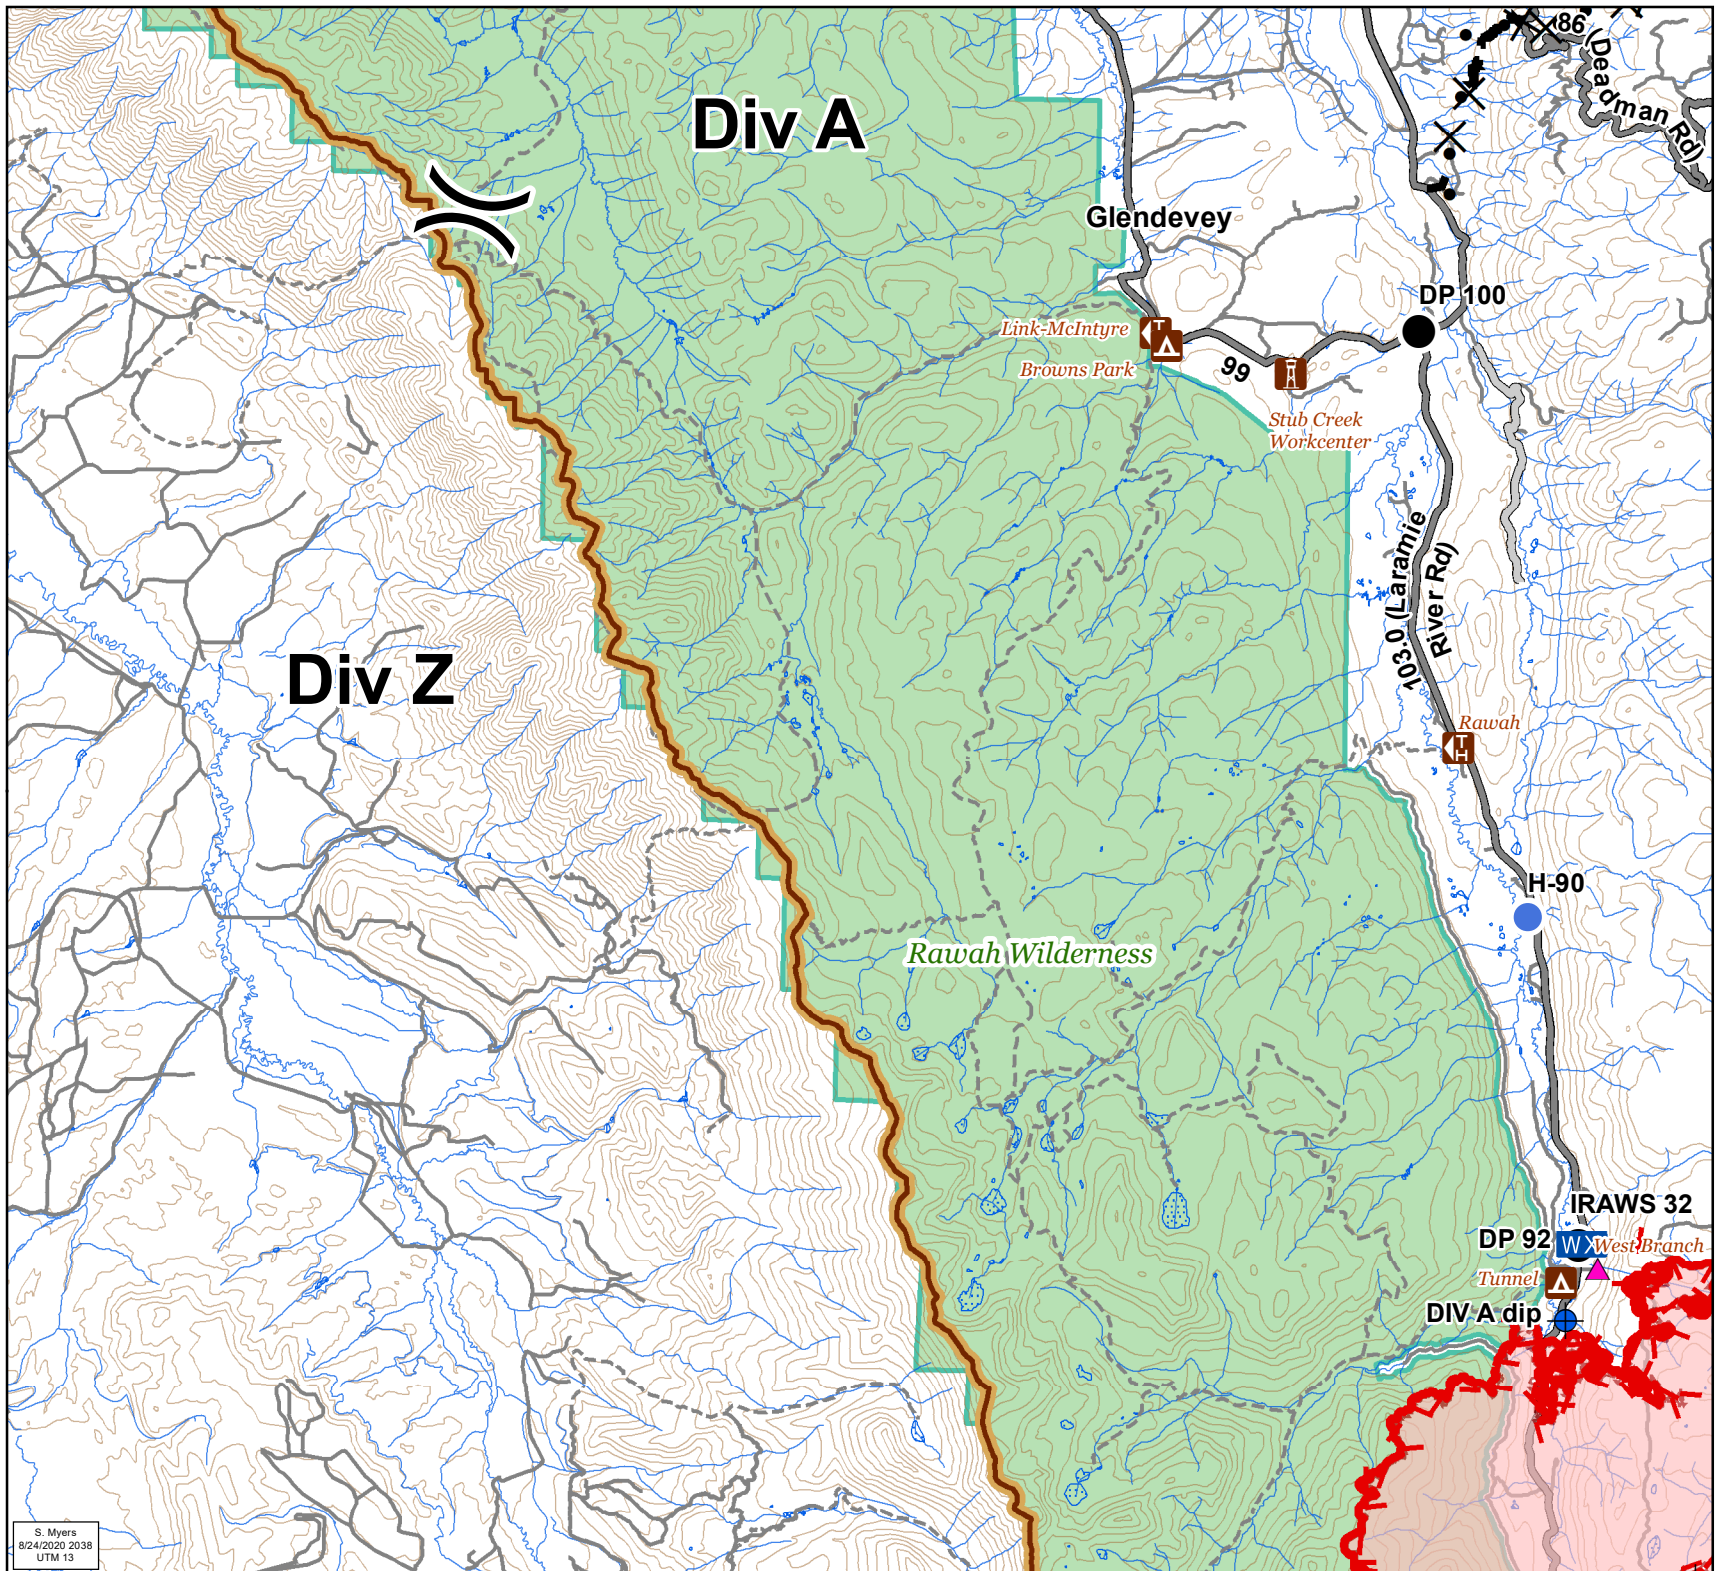 86 (Deadman Rd)
Div A
Glendevey
DP 100
Link-McIntyre
T
Browns Park
99
Stub Creek
Workcenter
103.0 (Laramie
River Rd)
Div Z
Rawah
T
H
H-90
Rawah Wilderness
IRAWS 32
DP 92
W X
West Branch
Tunnel
DIV A dip
S. Myers
8/24/2020 2038
UTM 13